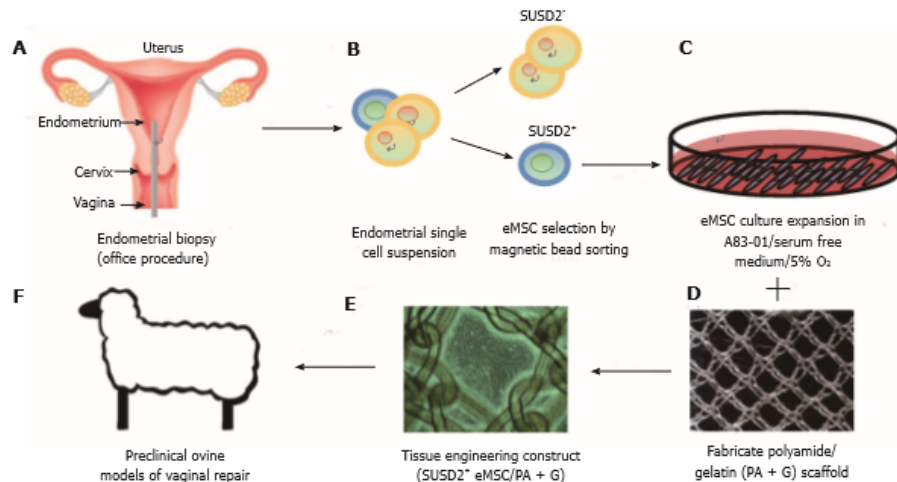 A
Uterus
Endometrium
Cervix
Vagina
Endometrial biopsy
(office procedure)
B
SUSD2⁻
SUSD2⁺
Endometrial single
cell suspension
eMSC selection by
magnetic bead sorting
C
eMSC culture expansion in
A83-01/serum free
medium/5% O₂
+
D
Fabricate polyamide/
gelatin (PA + G) scaffold
E
Tissue engineering construct
(SUSD2⁺ eMSC/PA + G)
F
Preclinical ovine
models of vaginal repair